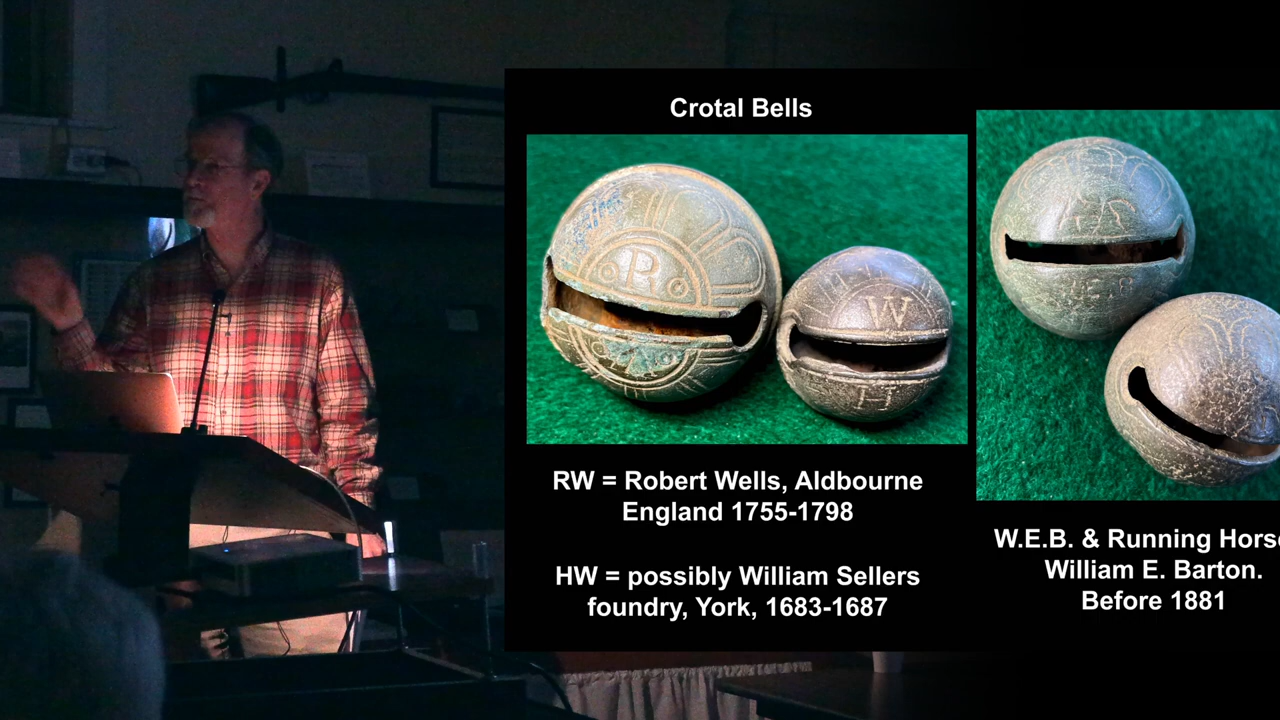 Crotal Bells
R
W
H
RW = Robert Wells, Aldbourne
England 1755-1798
HW = possibly William Sellers
foundry, York, 1683-1687
W.E.B. & Running Hors
William E. Barton.
Before 1881